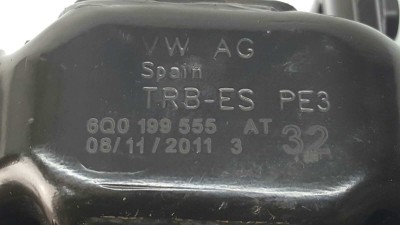 VW AG
Spain
TRB-ES PE3
6Q0 199 555 AT 32
08/11/2011 3